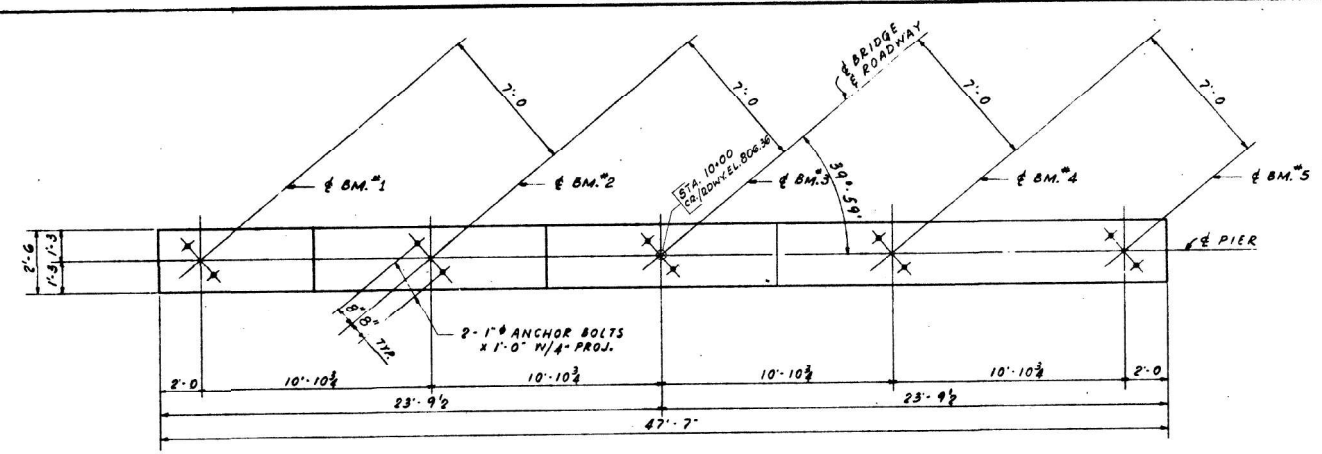 ℄ BRIDGE
& ℄ ROADWAY
7'-0
7'-0
7'-0
7'-0
STA. 10+00
CR./RDWY.EL.806.36
39°-59'
℄ BM.#1
℄ BM.#2
℄ BM.#3
℄ BM.#4
℄ BM.#5
℄ PIER
2'-6
1'-3
1'-3
8"
8"
TYP.
2-1"φ ANCHOR BOLTS
x 1'-0" W/4" PROJ.
2'-0
10'-10¾
10'-10¾
10'-10¾
10'-10¾
2'-0
23'-9½
23'-9½
47'-7"